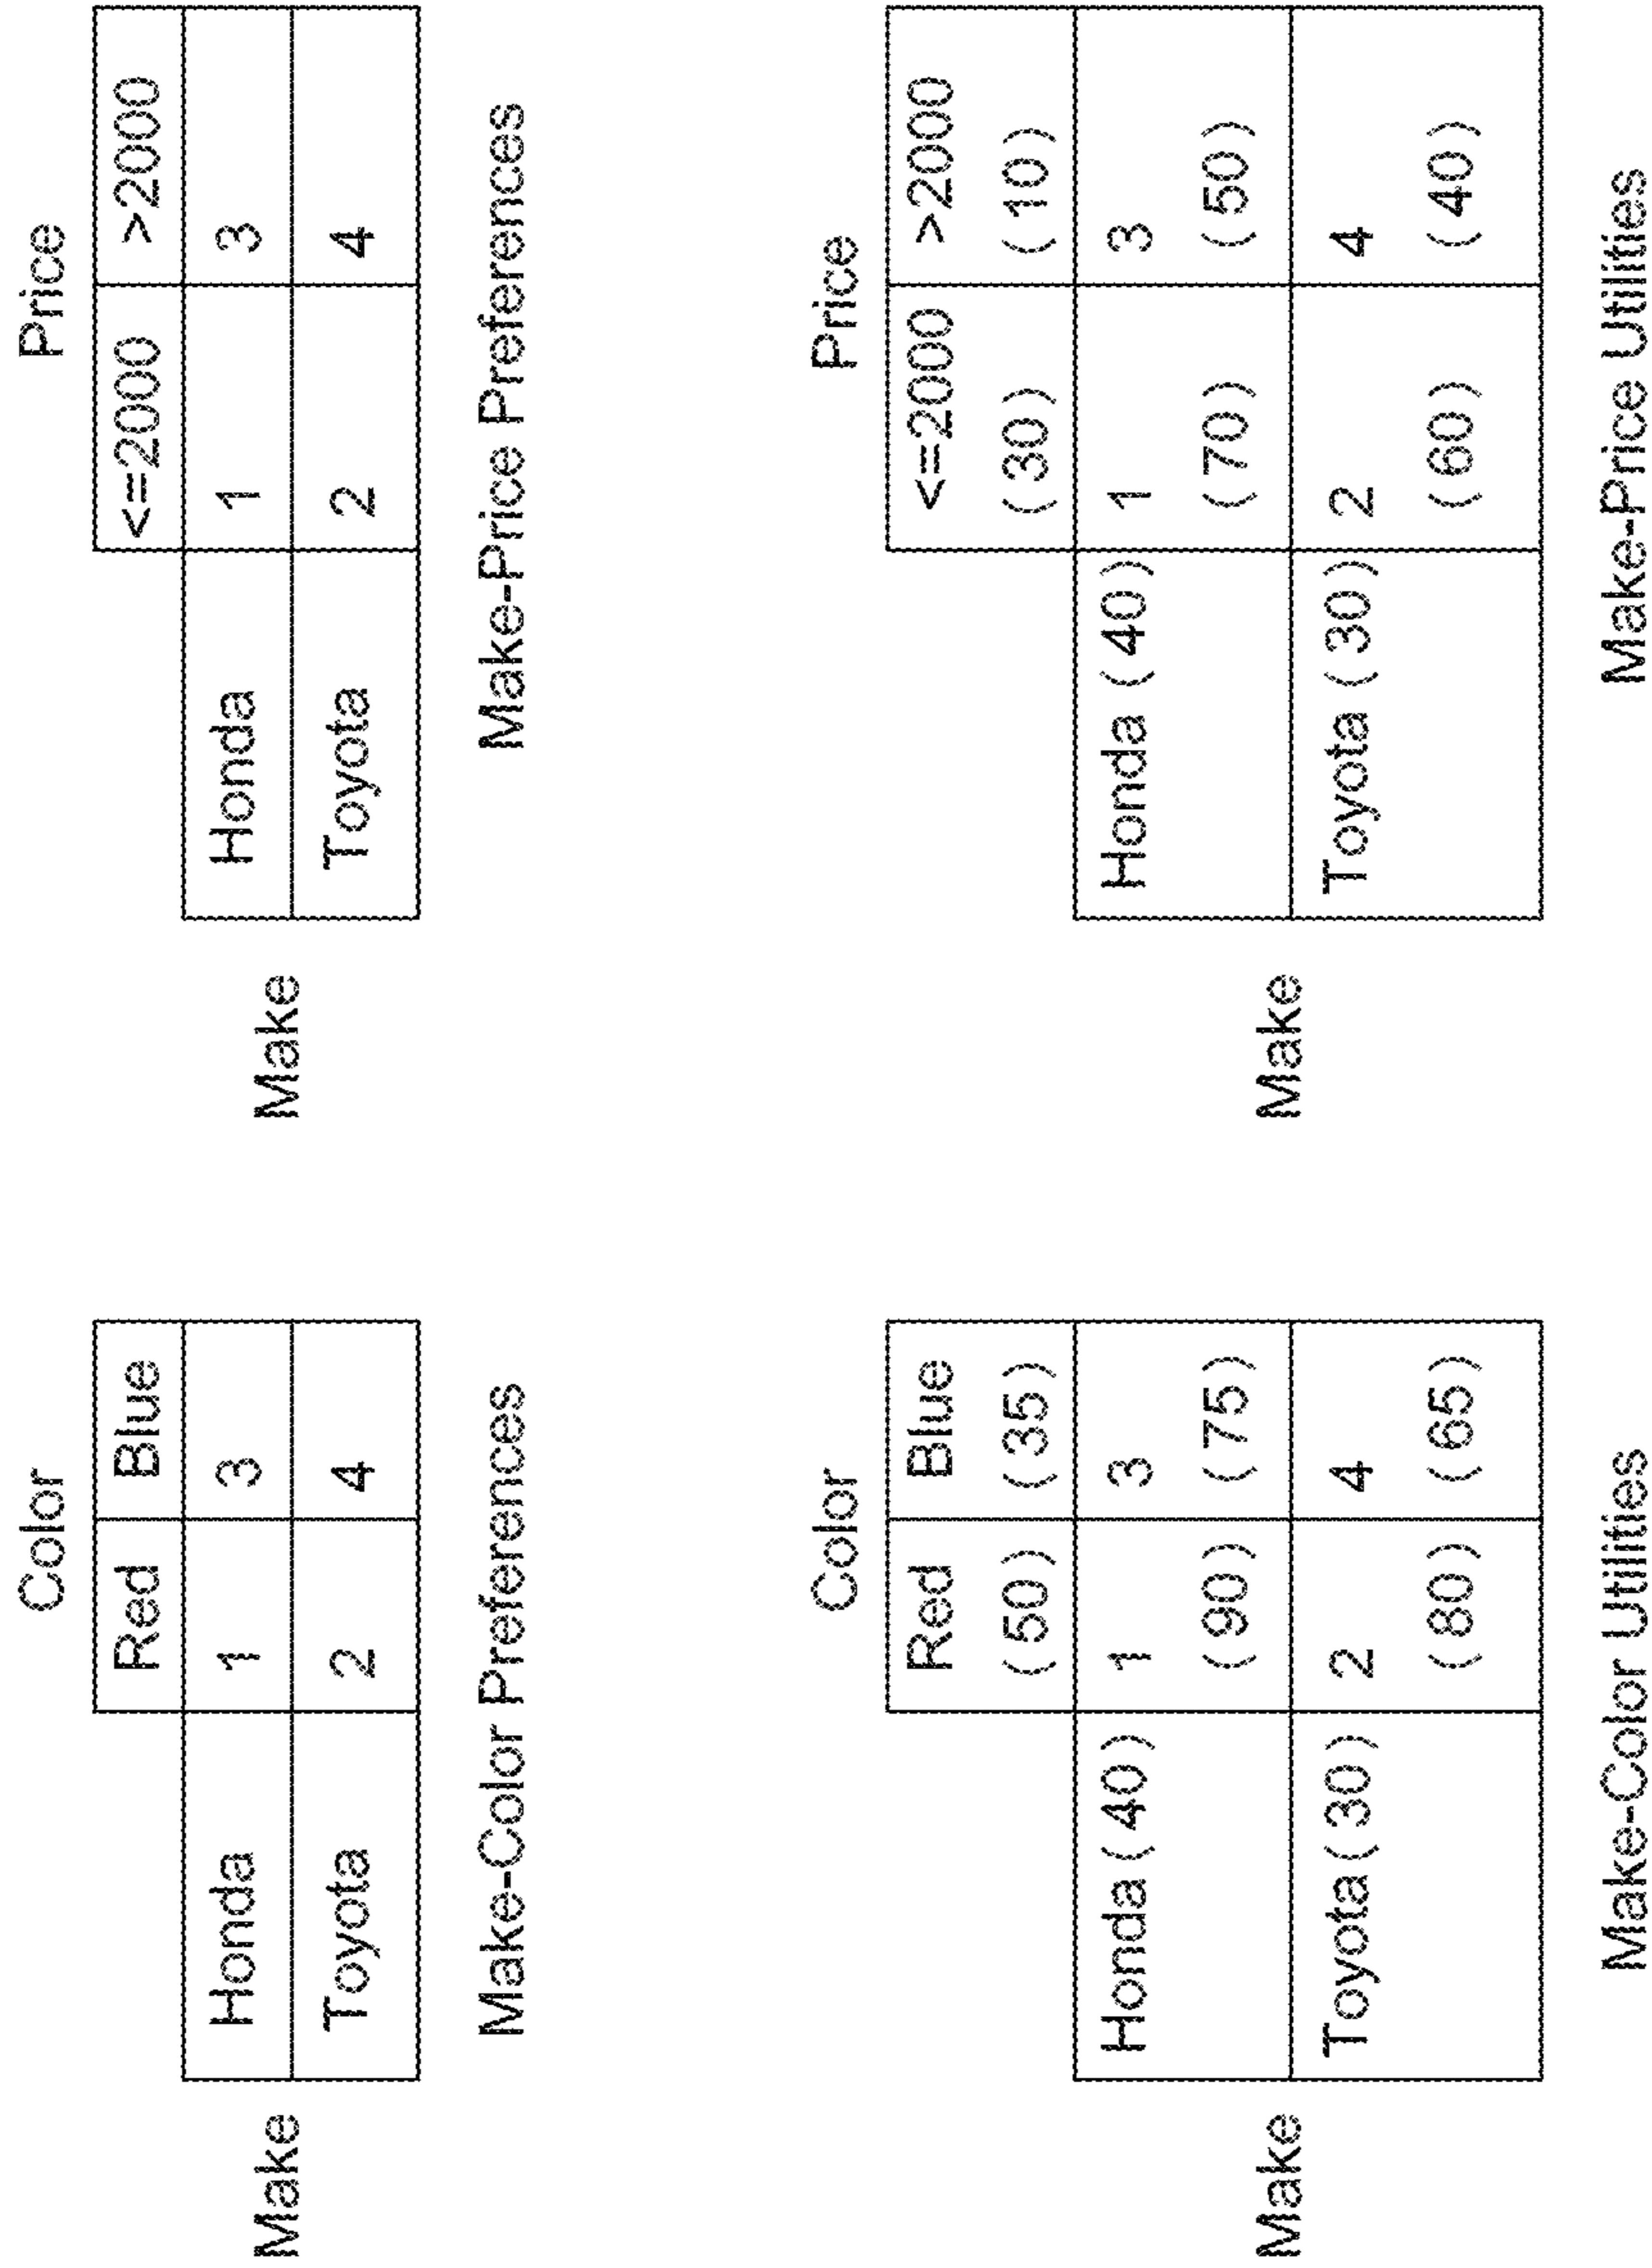 Color
Red Blue
Make
Honda 1 3
Toyota 2 4
Make-Color Preferences
Price
<=2000 >2000
Make
Honda 1 3
Toyota 2 4
Make-Price Preferences
Color
Red Blue
(50) (35)
Make
Honda (40) 1 3
(90) (75)
Toyota (30) 2 4
(80) (65)
Make-Color Utilities
Price
<=2000 >2000
(30) (10)
Make
Honda (40) 1 3
(70) (50)
Toyota (30) 2 4
(60) (40)
Make-Price Utilities